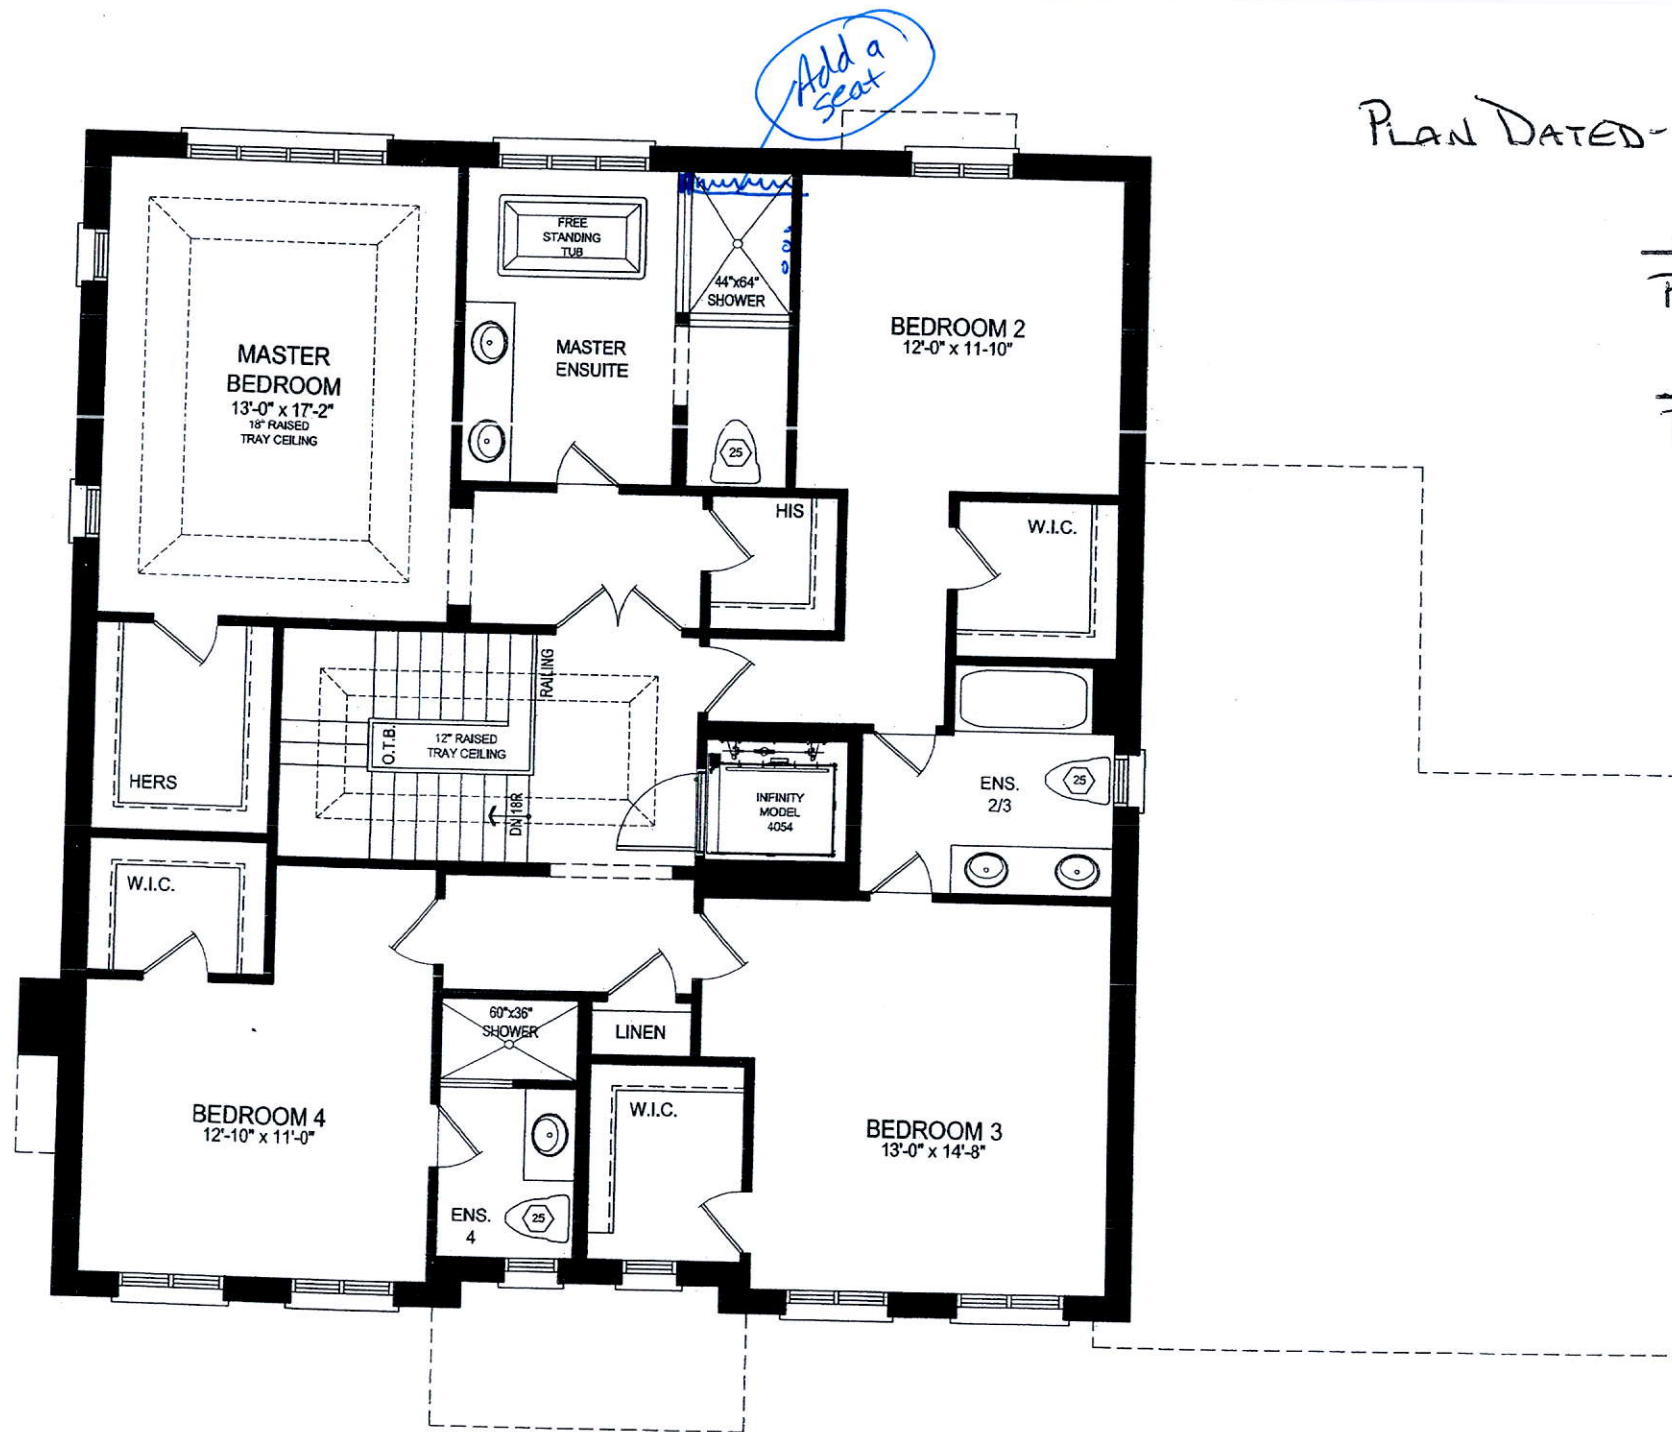 Add a
seat
PLAN DATED-
FREE
STANDING
TUB
44"x64"
SHOWER
MASTER
BEDROOM
13'-0" x 17'-2"
18" RAISED
TRAY CEILING
MASTER
ENSUITE
BEDROOM 2
12'-0" x 11-10"
25
HIS
W.I.C.
RAILING
O.T.B.
12" RAISED
TRAY CEILING
DN 18R
HERS
INFINITY
MODEL
4054
ENS.
2/3
25
W.I.C.
60"x36"
SHOWER
LINEN
W.I.C.
BEDROOM 4
12'-10" x 11'-0"
BEDROOM 3
13'-0" x 14'-8"
ENS.
4
25